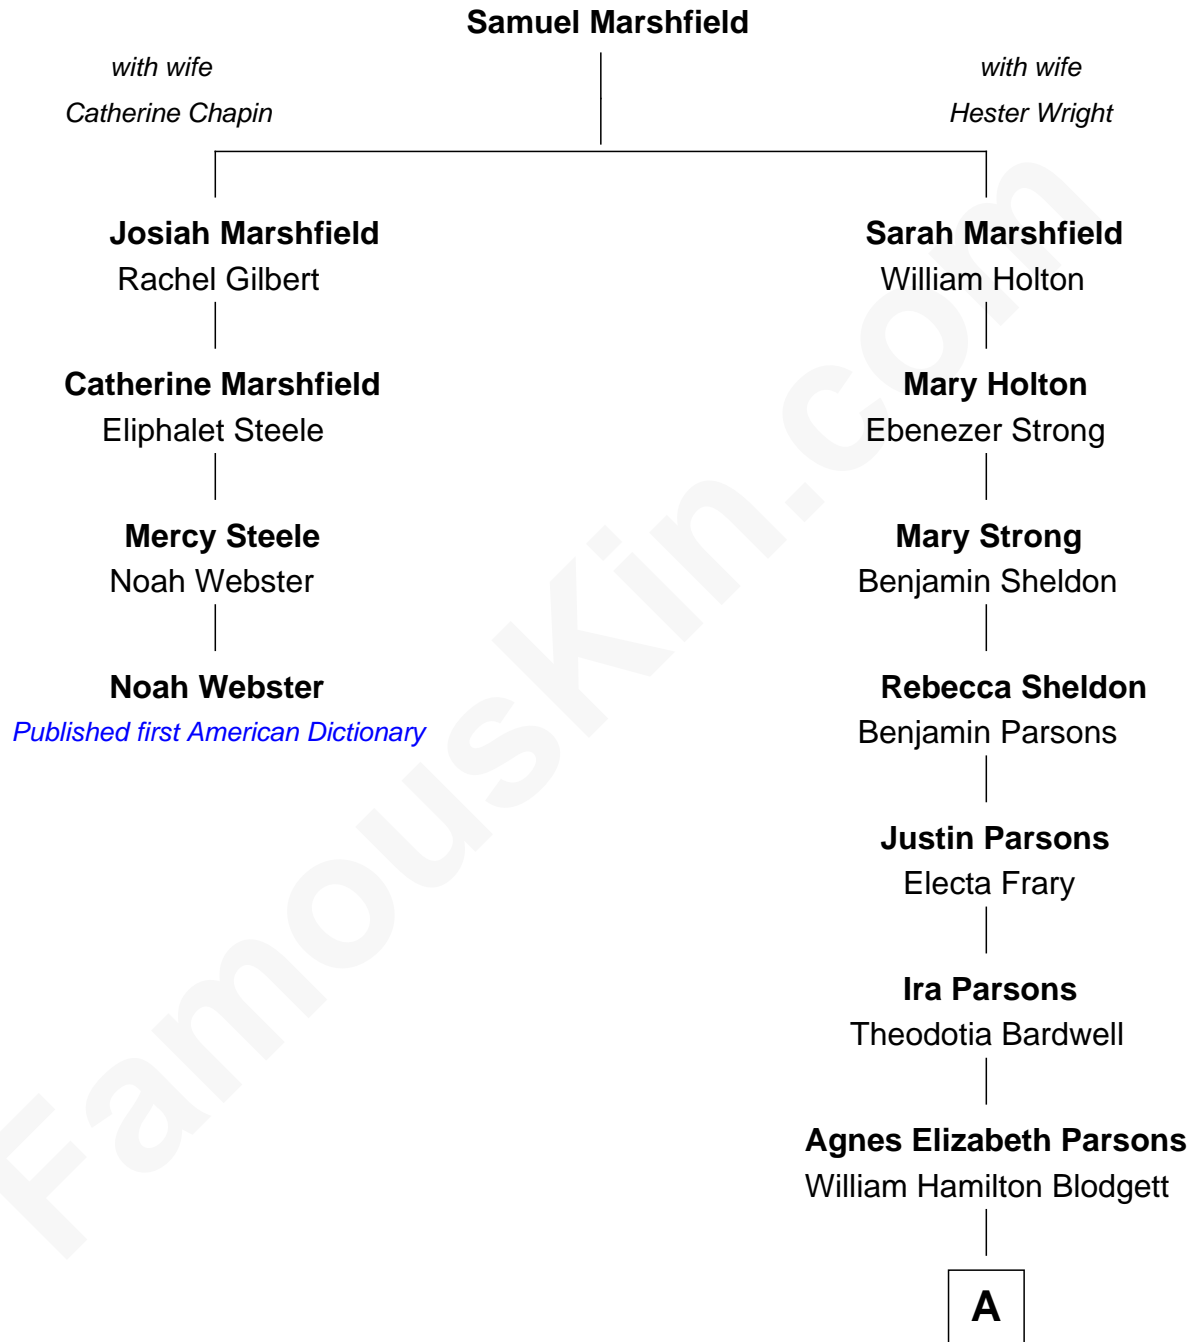 Samuel Marshfield
with wife
Catherine Chapin
with wife
Hester Wright
Josiah Marshfield
Rachel Gilbert
Sarah Marshfield
William Holton
Catherine Marshfield
Eliphalet Steele
Mary Holton
Ebenezer Strong
Mercy Steele
Noah Webster
Mary Strong
Benjamin Sheldon
Noah Webster
Published first American Dictionary
Rebecca Sheldon
Benjamin Parsons
Justin Parsons
Electa Frary
Ira Parsons
Theodotia Bardwell
Agnes Elizabeth Parsons
William Hamilton Blodgett
A
FamousKin.com